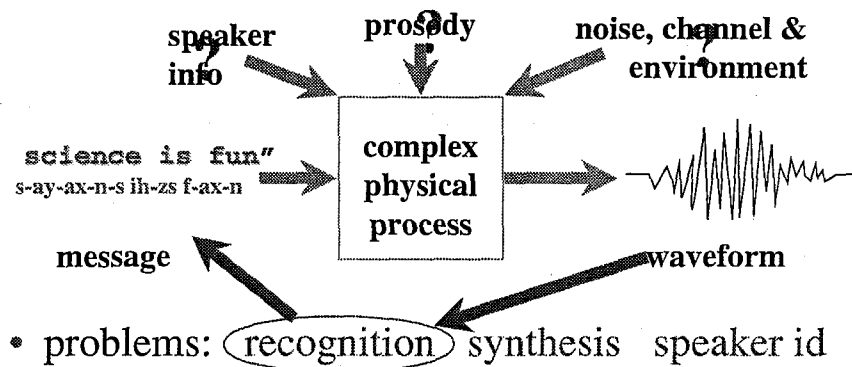 speaker info
?
prosody
?
noise, channel & environment
?
science is fun"
s-ay-ax-n-s ih-zs f-ax-n
complex
physical
process
message
waveform
• problems: recognition synthesis speaker id